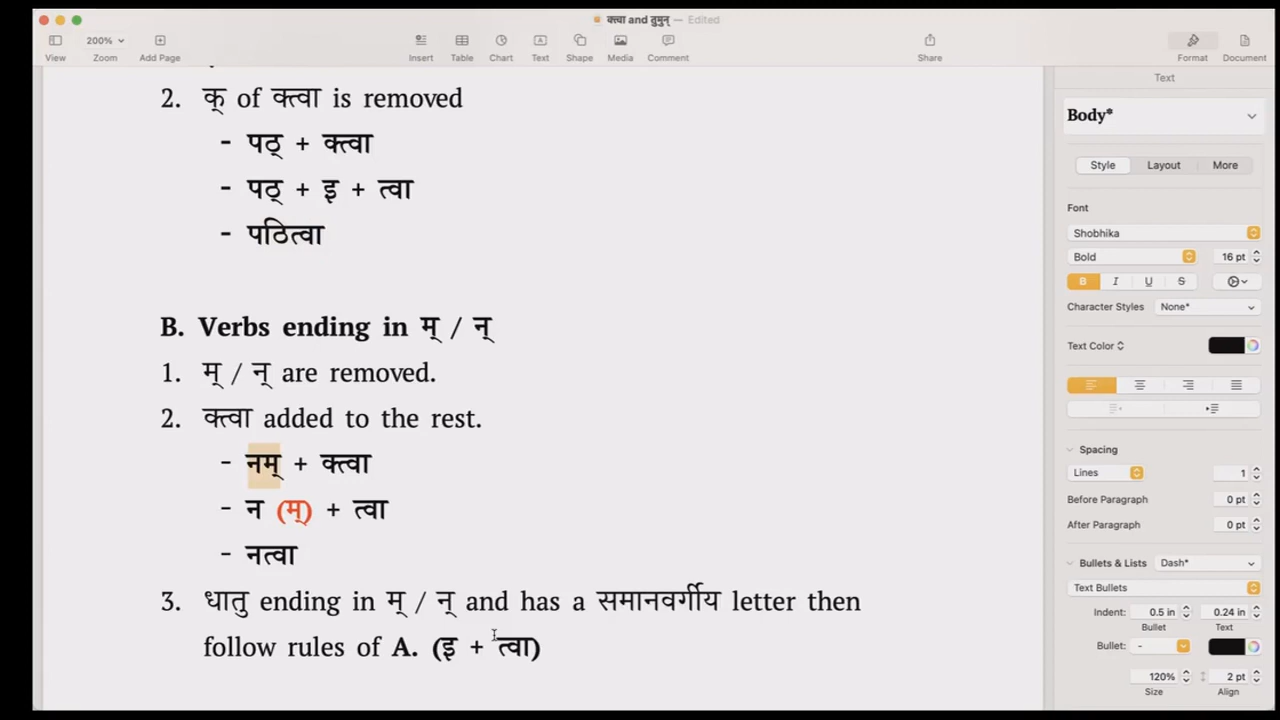 क्त्वा and तुमुन् — Edited
View
200%
Zoom
Add Page
Insert
Table
Chart
Text
Shape
Media
Comment
Share
Format
Document
2. क् of क्त्वा is removed
- पठ् + क्त्वा
- पठ् + इ + त्वा
- पठित्वा
B. Verbs ending in म् / न्
1. म् / न् are removed.
2. क्त्वा added to the rest.
- नम् + क्त्वा
- न (म्) + त्वा
- नत्वा
3. धातु ending in म् / न् and has a समानवर्गीय letter then
follow rules of A. (इ + त्वा)
Text
Body*
Style Layout More
Font
Shobhika
Bold 16 pt
B I U S
Character Styles None*
Text Color
Spacing
Lines 1
Before Paragraph 0 pt
After Paragraph 0 pt
Bullets & Lists Dash*
Text Bullets
Indent: 0.5 in 0.24 in
Bullet Text
Bullet: -
120% 2 pt
Size Align